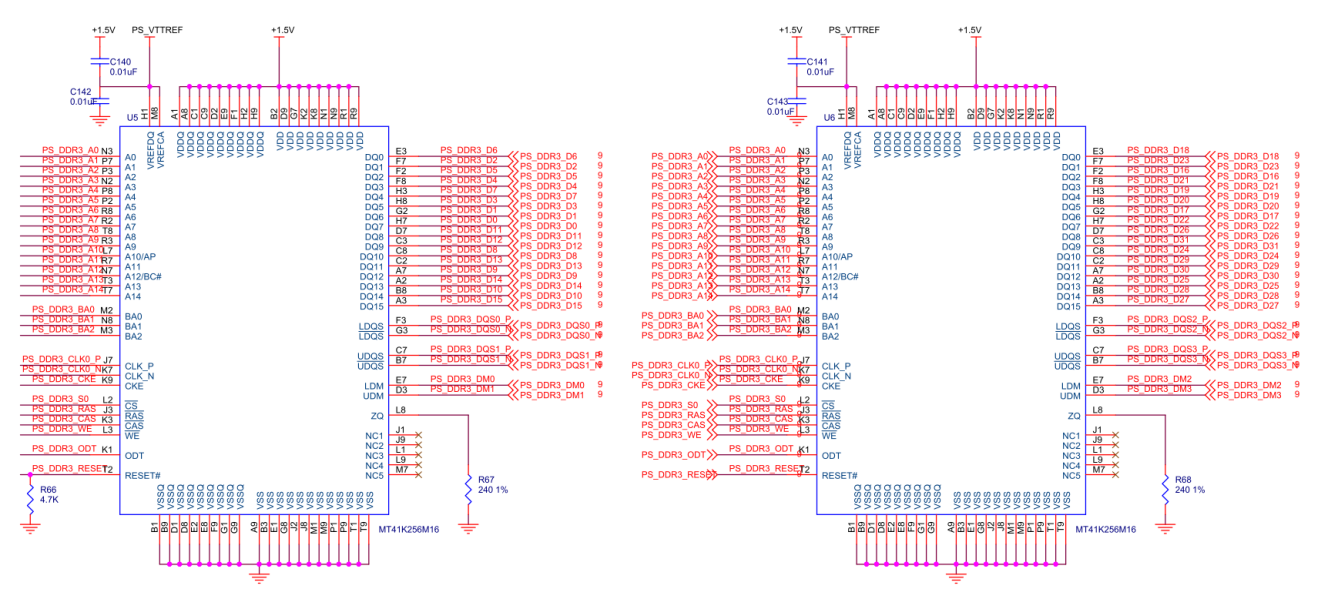 +1.5V PS_VTTREF +1.5V
C140
0.01uF
C142
0.01uF
H1 M8 A1 A8 C1 C9 D2 E9 F1 H2 H9 B2 D9 G7 K2 K8 N1 N9 R1 R9
U5
VREFDQ VREFCA VDDQ VDDQ VDDQ VDDQ VDDQ VDDQ VDDQ VDDQ VDDQ VDD VDD VDD VDD VDD VDD VDD VDD VDD
PS_DDR3_A0 N3 A0
PS_DDR3_A1 P7 A1
PS_DDR3_A2 P3 A2
PS_DDR3_A3 N2 A3
PS_DDR3_A4 P8 A4
PS_DDR3_A5 P2 A5
PS_DDR3_A6 R8 A6
PS_DDR3_A7 R2 A7
PS_DDR3_A8 T8 A8
PS_DDR3_A9 R3 A9
PS_DDR3_A10 L7 A10/AP
PS_DDR3_A11 R7 A11
PS_DDR3_A12 N7 A12/BC#
PS_DDR3_A13 T3 A13
PS_DDR3_A14 T7 A14
PS_DDR3_BA0 M2 BA0
PS_DDR3_BA1 N8 BA1
PS_DDR3_BA2 M3 BA2
PS_DDR3_CLK0_P J7 CLK_P
PS_DDR3_CLK0_N K7 CLK_N
PS_DDR3_CKE K9 CKE
PS_DDR3_S0 L2 CS
PS_DDR3_RAS J3 RAS
PS_DDR3_CAS K3 CAS
PS_DDR3_WE L3 WE
PS_DDR3_ODT K1 ODT
PS_DDR3_RESET T2 RESET#
R66
4.7K
DQ0 E3 PS_DDR3_D6 PS_DDR3_D6 9
DQ1 F7 PS_DDR3_D2 PS_DDR3_D2 9
DQ2 F2 PS_DDR3_D5 PS_DDR3_D5 9
DQ3 F8 PS_DDR3_D4 PS_DDR3_D4 9
DQ4 H3 PS_DDR3_D7 PS_DDR3_D7 9
DQ5 H8 PS_DDR3_D3 PS_DDR3_D3 9
DQ6 G2 PS_DDR3_D1 PS_DDR3_D1 9
DQ7 H7 PS_DDR3_D0 PS_DDR3_D0 9
DQ8 D7 PS_DDR3_D11 PS_DDR3_D11 9
DQ9 C3 PS_DDR3_D12 PS_DDR3_D12 9
DQ10 C8 PS_DDR3_D8 PS_DDR3_D8 9
DQ11 C2 PS_DDR3_D13 PS_DDR3_D13 9
DQ12 A7 PS_DDR3_D9 PS_DDR3_D9 9
DQ13 A2 PS_DDR3_D14 PS_DDR3_D14 9
DQ14 B8 PS_DDR3_D10 PS_DDR3_D10 9
DQ15 A3 PS_DDR3_D15 PS_DDR3_D15 9
LDQS F3 PS_DDR3_DQS0_P PS_DDR3_DQS0_P 9
LDQS G3 PS_DDR3_DQS0_N PS_DDR3_DQS0_N 9
UDQS C7 PS_DDR3_DQS1_P PS_DDR3_DQS1_P 9
UDQS B7 PS_DDR3_DQS1_N PS_DDR3_DQS1_N 9
LDM E7 PS_DDR3_DM0 PS_DDR3_DM0 9
UDM D3 PS_DDR3_DM1 PS_DDR3_DM1 9
ZQ L8
NC1 J1
NC2 J9
NC3 L1
NC4 L9
NC5 M7
R67
240 1%
VSSQ VSSQ VSSQ VSSQ VSSQ VSSQ VSSQ VSSQ VSSQ VSS VSS VSS VSS VSS VSS VSS VSS VSS VSS VSS VSS
B1 B9 D1 D8 E2 E8 F9 G1 G9 A9 B3 E1 G8 J2 J8 M1 M9 P1 P9 T1 T9
MT41K256M16
+1.5V PS_VTTREF +1.5V
C141
0.01uF
C143
0.01uF
H1 M8 A1 A8 C1 C9 D2 E9 F1 H2 H9 B2 D9 G7 K2 K8 N1 N9 R1 R9
U6
VREFDQ VREFCA VDDQ VDDQ VDDQ VDDQ VDDQ VDDQ VDDQ VDDQ VDDQ VDD VDD VDD VDD VDD VDD VDD VDD VDD
PS_DDR3_A0 PS_DDR3_A0 N3 A0
PS_DDR3_A1 PS_DDR3_A1 P7 A1
PS_DDR3_A2 PS_DDR3_A2 P3 A2
PS_DDR3_A3 PS_DDR3_A3 N2 A3
PS_DDR3_A4 PS_DDR3_A4 P8 A4
PS_DDR3_A5 PS_DDR3_A5 P2 A5
PS_DDR3_A6 PS_DDR3_A6 R8 A6
PS_DDR3_A7 PS_DDR3_A7 R2 A7
PS_DDR3_A8 PS_DDR3_A8 T8 A8
PS_DDR3_A9 PS_DDR3_A9 R3 A9
PS_DDR3_A10 PS_DDR3_A10 L7 A10/AP
PS_DDR3_A11 PS_DDR3_A11 R7 A11
PS_DDR3_A12 PS_DDR3_A12 N7 A12/BC#
PS_DDR3_A13 PS_DDR3_A13 T3 A13
PS_DDR3_A14 PS_DDR3_A14 T7 A14
PS_DDR3_BA0 PS_DDR3_BA0 M2 BA0
PS_DDR3_BA1 PS_DDR3_BA1 N8 BA1
PS_DDR3_BA2 PS_DDR3_BA2 M3 BA2
PS_DDR3_CLK0_P PS_DDR3_CLK0_P J7 CLK_P
PS_DDR3_CLK0_N PS_DDR3_CLK0_N K7 CLK_N
PS_DDR3_CKE PS_DDR3_CKE K9 CKE
PS_DDR3_S0 PS_DDR3_S0 L2 CS
PS_DDR3_RAS PS_DDR3_RAS J3 RAS
PS_DDR3_CAS PS_DDR3_CAS K3 CAS
PS_DDR3_WE PS_DDR3_WE L3 WE
PS_DDR3_ODT PS_DDR3_ODT K1 ODT
PS_DDR3_RESET PS_DDR3_RESET T2 RESET#
DQ0 E3 PS_DDR3_D18 PS_DDR3_D18 9
DQ1 F7 PS_DDR3_D23 PS_DDR3_D23 9
DQ2 F2 PS_DDR3_D16 PS_DDR3_D16 9
DQ3 F8 PS_DDR3_D21 PS_DDR3_D21 9
DQ4 H3 PS_DDR3_D19 PS_DDR3_D19 9
DQ5 H8 PS_DDR3_D20 PS_DDR3_D20 9
DQ6 G2 PS_DDR3_D17 PS_DDR3_D17 9
DQ7 H7 PS_DDR3_D22 PS_DDR3_D22 9
DQ8 D7 PS_DDR3_D26 PS_DDR3_D26 9
DQ9 C3 PS_DDR3_D31 PS_DDR3_D31 9
DQ10 C8 PS_DDR3_D24 PS_DDR3_D24 9
DQ11 C2 PS_DDR3_D29 PS_DDR3_D29 9
DQ12 A7 PS_DDR3_D30 PS_DDR3_D30 9
DQ13 A2 PS_DDR3_D25 PS_DDR3_D25 9
DQ14 B8 PS_DDR3_D28 PS_DDR3_D28 9
DQ15 A3 PS_DDR3_D27 PS_DDR3_D27 9
LDQS F3 PS_DDR3_DQS2_P PS_DDR3_DQS2_P 9
LDQS G3 PS_DDR3_DQS2_N PS_DDR3_DQS2_N 9
UDQS C7 PS_DDR3_DQS3_P PS_DDR3_DQS3_P 9
UDQS B7 PS_DDR3_DQS3_N PS_DDR3_DQS3_N 9
LDM E7 PS_DDR3_DM2 PS_DDR3_DM2 9
UDM D3 PS_DDR3_DM3 PS_DDR3_DM3 9
ZQ L8
NC1 J1
NC2 J9
NC3 L1
NC4 L9
NC5 M7
R68
240 1%
VSSQ VSSQ VSSQ VSSQ VSSQ VSSQ VSSQ VSSQ VSSQ VSS VSS VSS VSS VSS VSS VSS VSS VSS VSS VSS VSS
B1 B9 D1 D8 E2 E8 F9 G1 G9 A9 B3 E1 G8 J2 J8 M1 M9 P1 P9 T1 T9
MT41K256M16